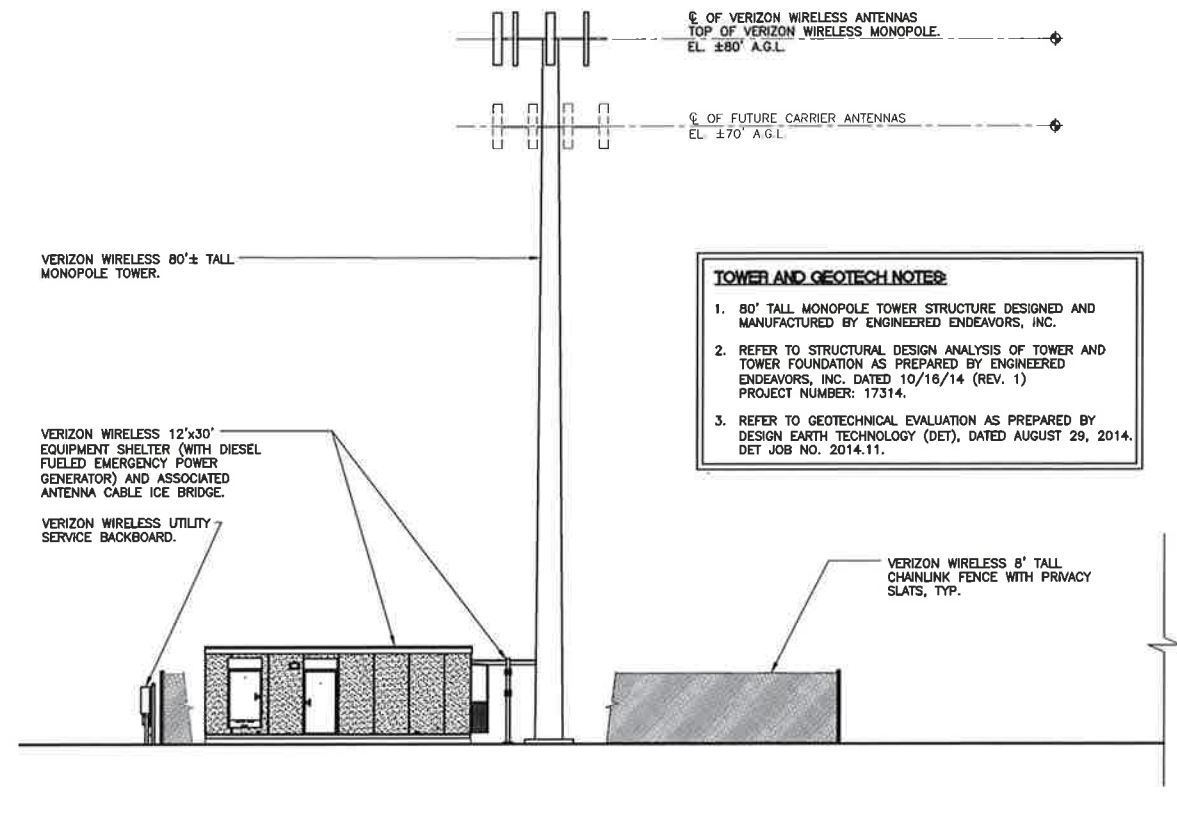 ℄ OF VERIZON WIRELESS ANTENNAS
TOP OF VERIZON WIRELESS MONOPOLE.
EL. ±80' A.G.L.
℄ OF FUTURE CARRIER ANTENNAS
EL. ±70' A.G.L.
VERIZON WIRELESS 80'± TALL
MONOPOLE TOWER.
TOWER AND GEOTECH NOTES:
1. 80' TALL MONOPOLE TOWER STRUCTURE DESIGNED AND
MANUFACTURED BY ENGINEERED ENDEAVORS, INC.
2. REFER TO STRUCTURAL DESIGN ANALYSIS OF TOWER AND
TOWER FOUNDATION AS PREPARED BY ENGINEERED
ENDEAVORS, INC. DATED 10/16/14 (REV. 1)
PROJECT NUMBER: 17314.
3. REFER TO GEOTECHNICAL EVALUATION AS PREPARED BY
DESIGN EARTH TECHNOLOGY (DET), DATED AUGUST 29, 2014.
DET JOB NO. 2014.11.
VERIZON WIRELESS 12'x30'
EQUIPMENT SHELTER (WITH DIESEL
FUELED EMERGENCY POWER
GENERATOR) AND ASSOCIATED
ANTENNA CABLE ICE BRIDGE.
VERIZON WIRELESS UTILITY
SERVICE BACKBOARD.
VERIZON WIRELESS 8' TALL
CHAINLINK FENCE WITH PRIVACY
SLATS, TYP.